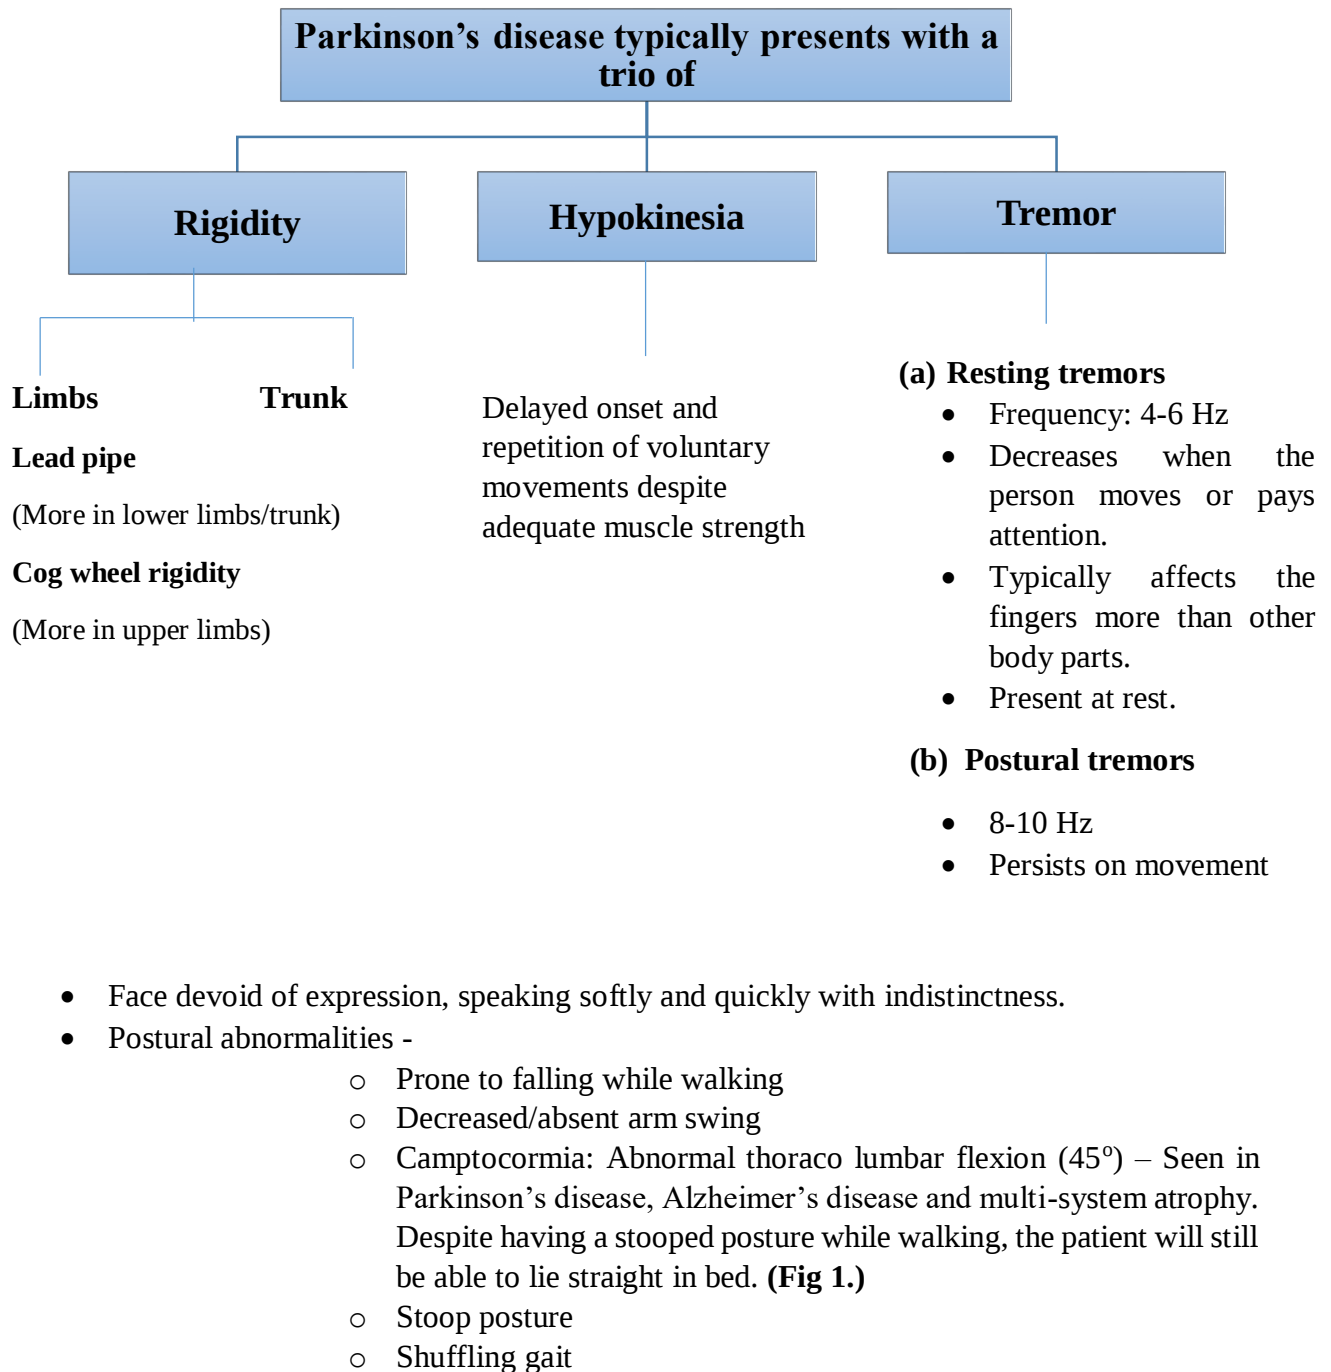 Parkinson’s disease typically presents with a
trio of
Rigidity
Hypokinesia
Tremor
Limbs Trunk
Lead pipe
(More in lower limbs/trunk)
Cog wheel rigidity
(More in upper limbs)
Delayed onset and
repetition of voluntary
movements despite
adequate muscle strength
(a) Resting tremors
• Frequency: 4-6 Hz
• Decreases when the
person moves or pays
attention.
• Typically affects the
fingers more than other
body parts.
• Present at rest.
(b) Postural tremors
• 8-10 Hz
• Persists on movement
• Face devoid of expression, speaking softly and quickly with indistinctness.
• Postural abnormalities -
o Prone to falling while walking
o Decreased/absent arm swing
o Camptocormia: Abnormal thoraco lumbar flexion (45º) – Seen in
Parkinson’s disease, Alzheimer’s disease and multi-system atrophy.
Despite having a stooped posture while walking, the patient will still
be able to lie straight in bed. (Fig 1.)
o Stoop posture
o Shuffling gait